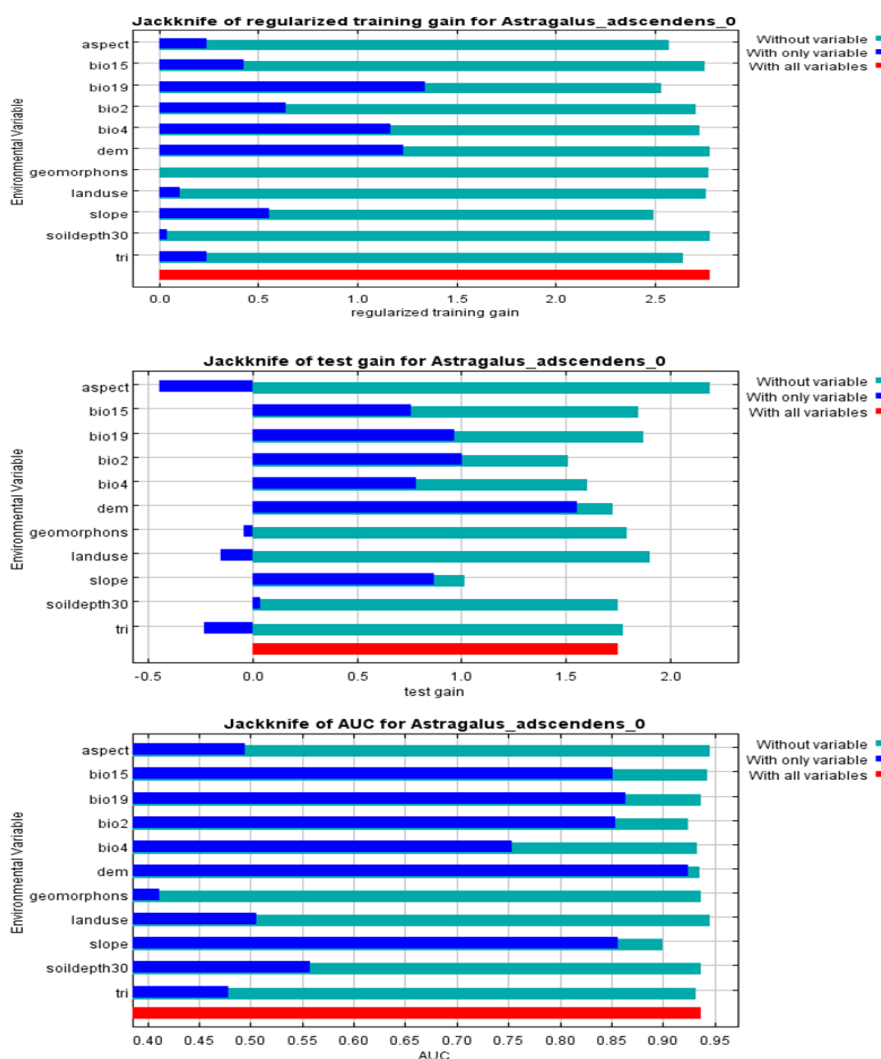 Jackknife of regularized training gain for Astragalus_adscendens_0
Environmental Variable
aspect
bio15
bio19
bio2
bio4
dem
geomorphons
landuse
slope
soildepth30
tri
Without variable
With only variable
With all variables
0.0 0.5 1.0 1.5 2.0 2.5
regularized training gain
Jackknife of test gain for Astragalus_adscendens_0
Environmental Variable
aspect
bio15
bio19
bio2
bio4
dem
geomorphons
landuse
slope
soildepth30
tri
Without variable
With only variable
With all variables
-0.5 0.0 0.5 1.0 1.5 2.0
test gain
Jackknife of AUC for Astragalus_adscendens_0
Environmental Variable
aspect
bio15
bio19
bio2
bio4
dem
geomorphons
landuse
slope
soildepth30
tri
Without variable
With only variable
With all variables
0.40 0.45 0.50 0.55 0.60 0.65 0.70 0.75 0.80 0.85 0.90 0.95
AUC